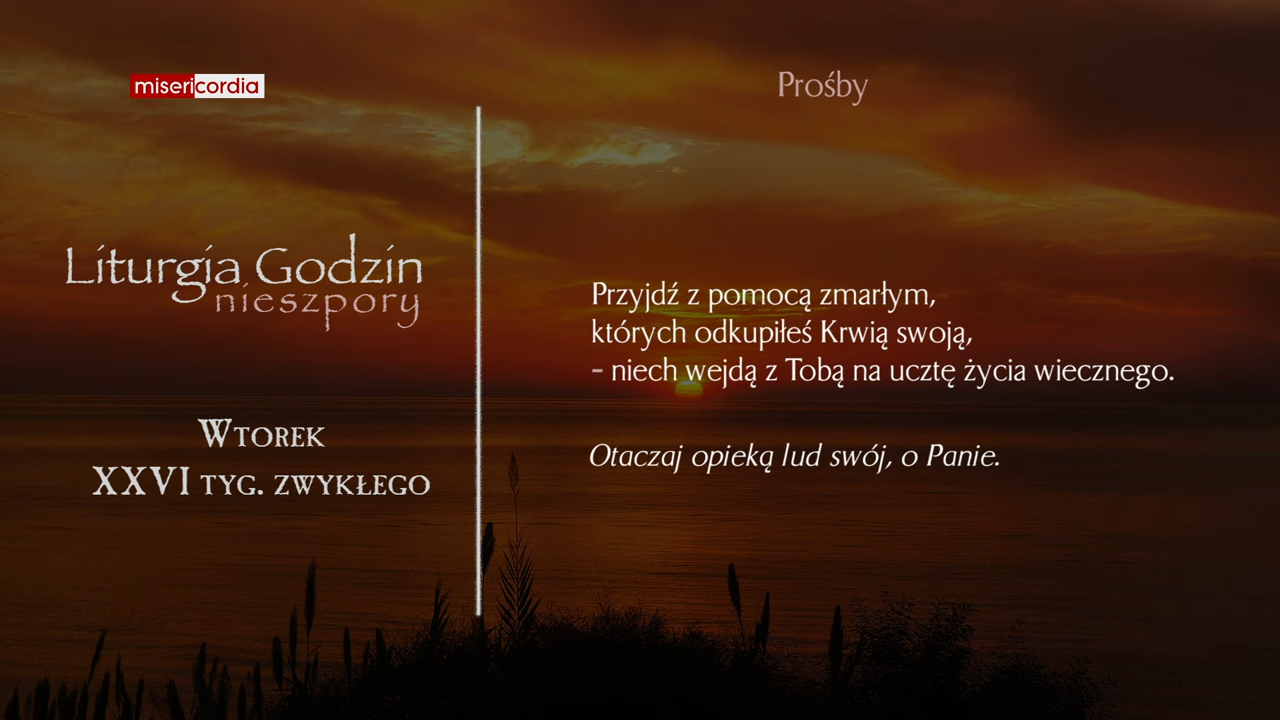 misericordia
Prośby
Liturgia Godzin
nieszpory
Wtorek
XXVI tyg. zwykłego
Przyjdź z pomocą zmarłym,
których odkupiłeś Krwią swoją,
- niech wejdą z Tobą na ucztę życia wiecznego.
Otaczaj opieką lud swój, o Panie.